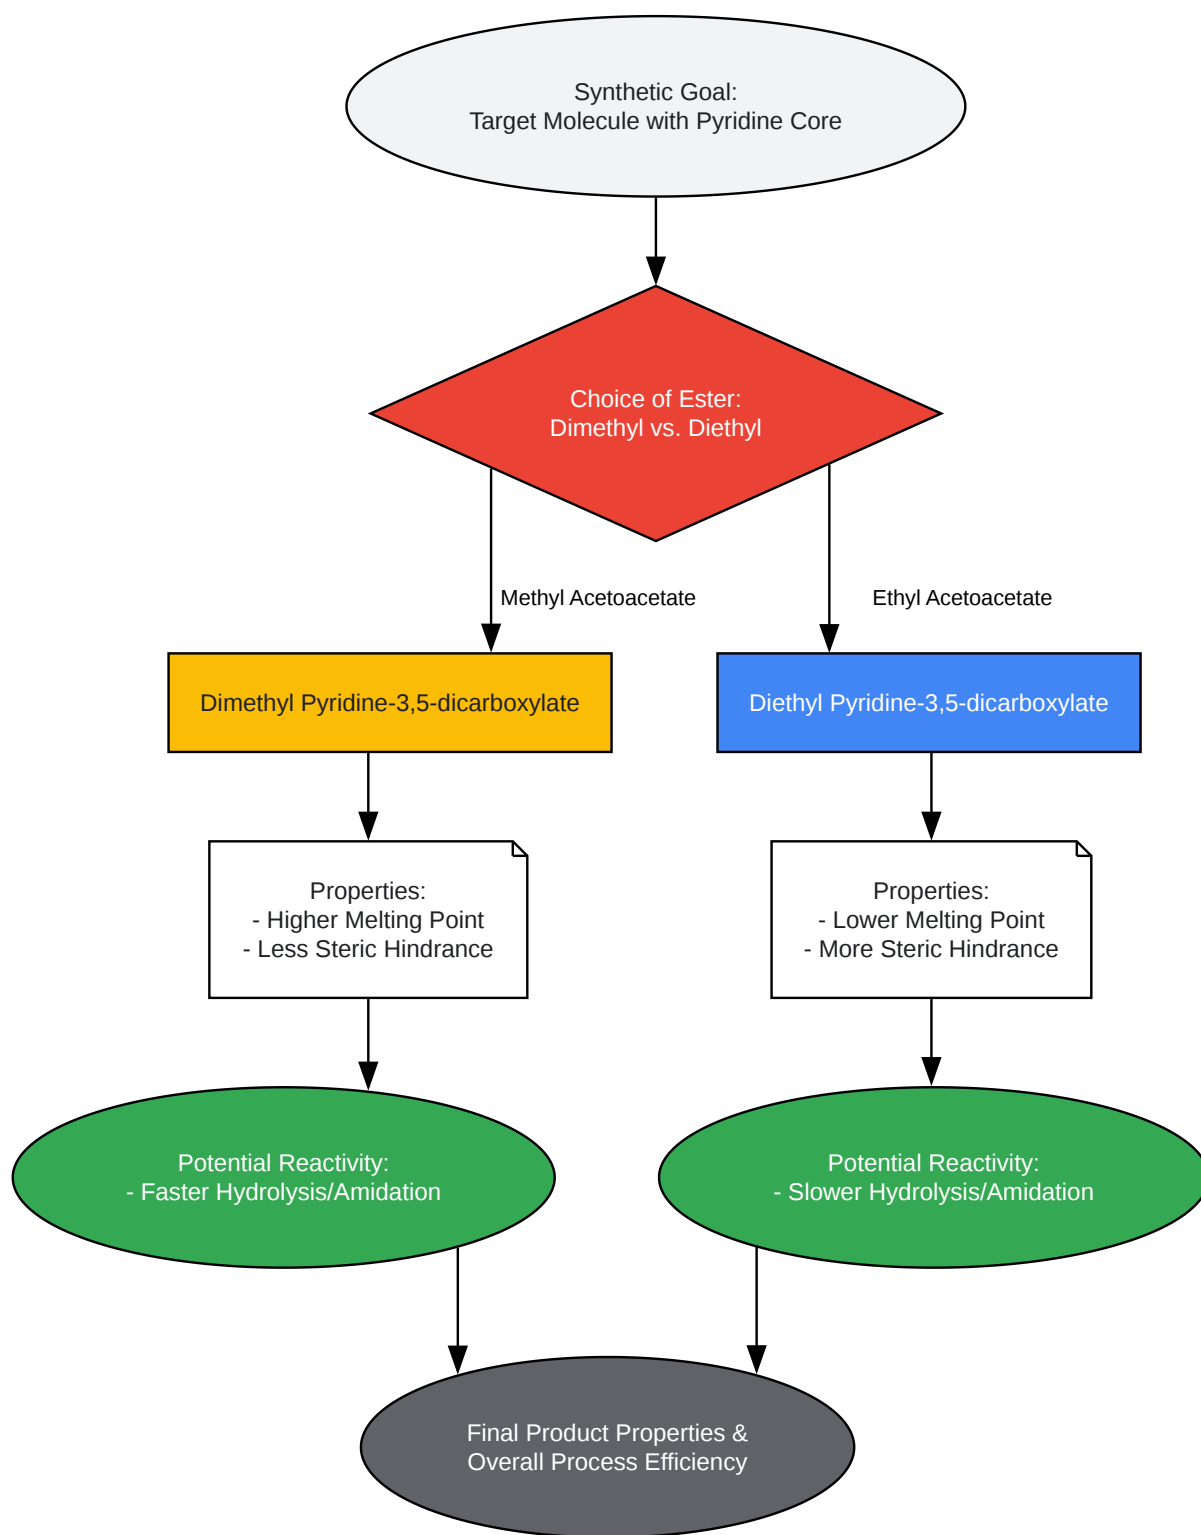 Synthetic Goal:
Target Molecule with Pyridine Core
Choice of Ester:
Dimethyl vs. Diethyl
Methyl Acetoacetate
Ethyl Acetoacetate
Dimethyl Pyridine-3,5-dicarboxylate
Diethyl Pyridine-3,5-dicarboxylate
Properties:
- Higher Melting Point
- Less Steric Hindrance
Properties:
- Lower Melting Point
- More Steric Hindrance
Potential Reactivity:
- Faster Hydrolysis/Amidation
Potential Reactivity:
- Slower Hydrolysis/Amidation
Final Product Properties &
Overall Process Efficiency